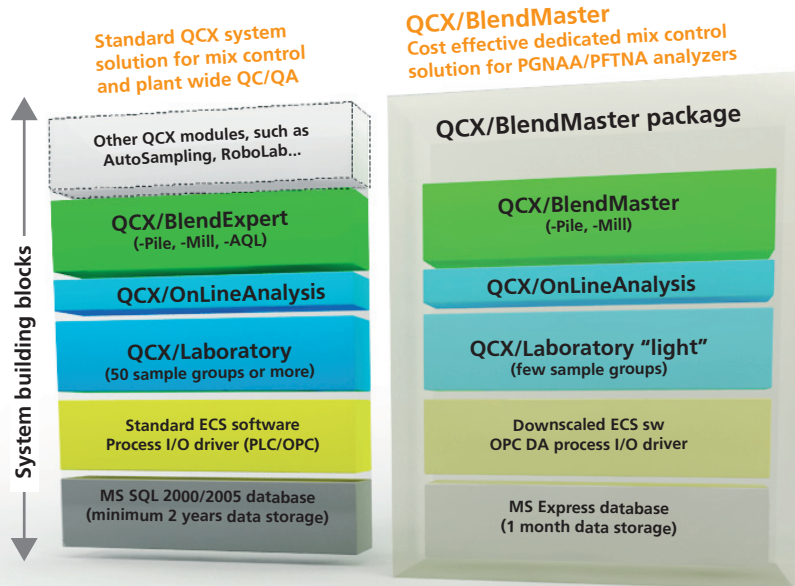 Standard QCX system
solution for mix control
and plant wide QC/QA
QCX/BlendMaster
Cost effective dedicated mix control
solution for PGNAA/PFTNA analyzers
System building blocks
Other QCX modules, such as
AutoSampling, RoboLab...
QCX/BlendExpert
(-Pile, -Mill, -AQL)
QCX/OnLineAnalysis
QCX/Laboratory
(50 sample groups or more)
Standard ECS software
Process I/O driver (PLC/OPC)
MS SQL 2000/2005 database
(minimum 2 years data storage)
QCX/BlendMaster package
QCX/BlendMaster
(-Pile, -Mill)
QCX/OnLineAnalysis
QCX/Laboratory “light”
(few sample groups)
Downscaled ECS sw
OPC DA process I/O driver
MS Express database
(1 month data storage)